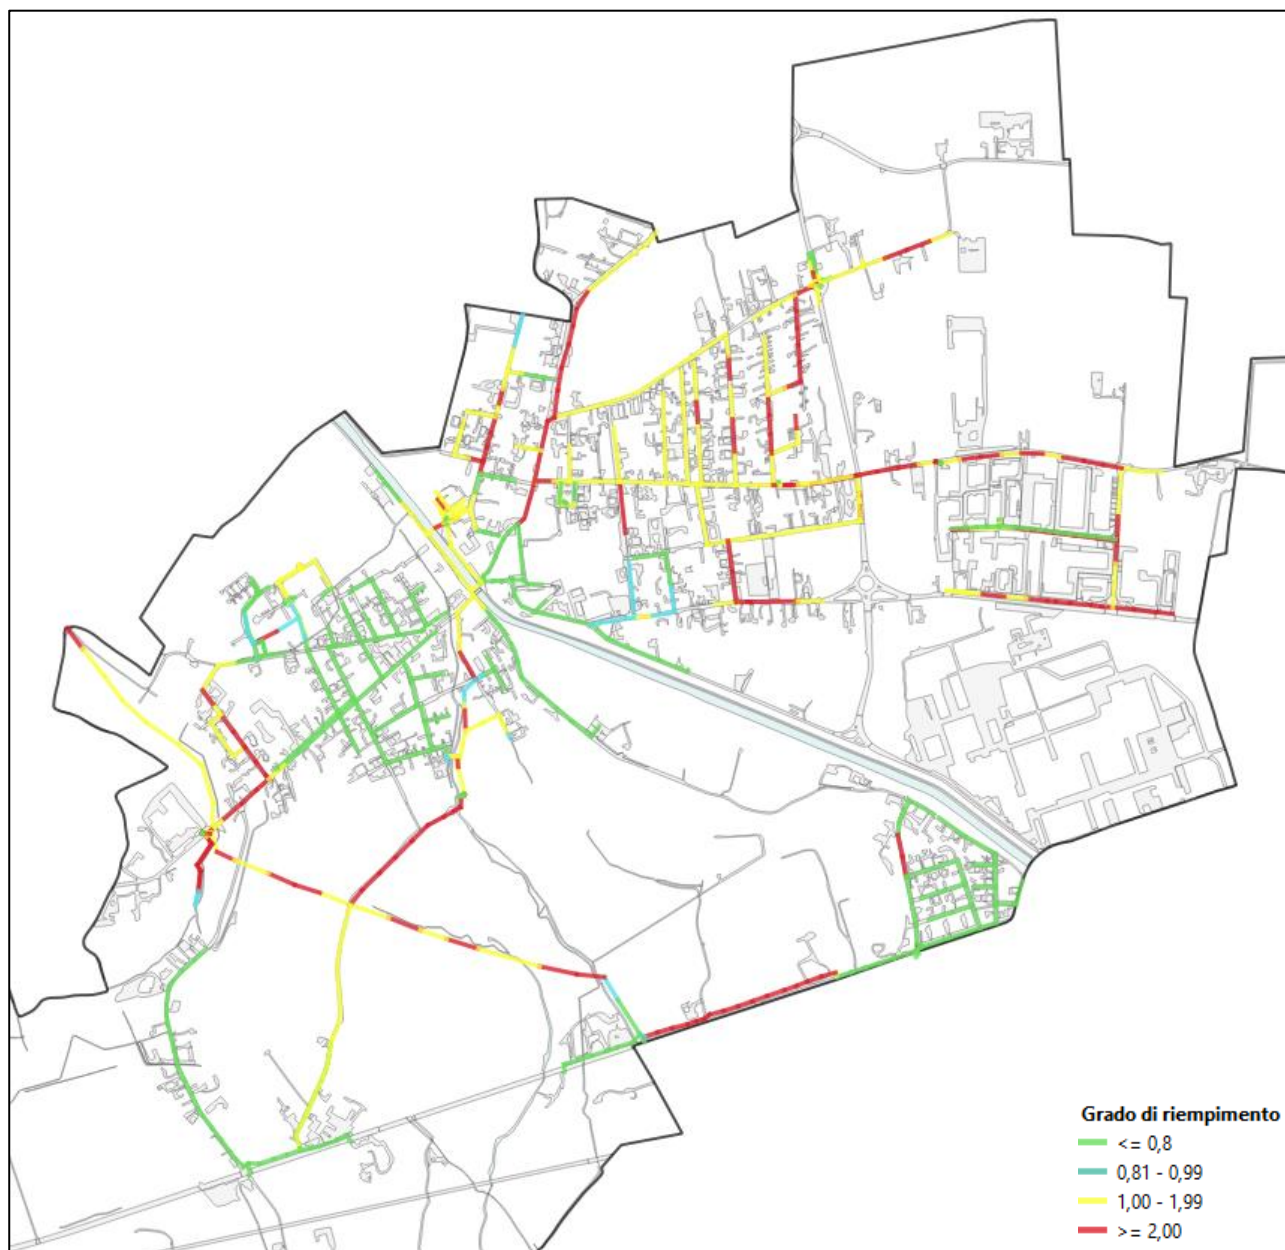 Grado di riempimento
<= 0,8
0,81 - 0,99
1,00 - 1,99
>= 2,00